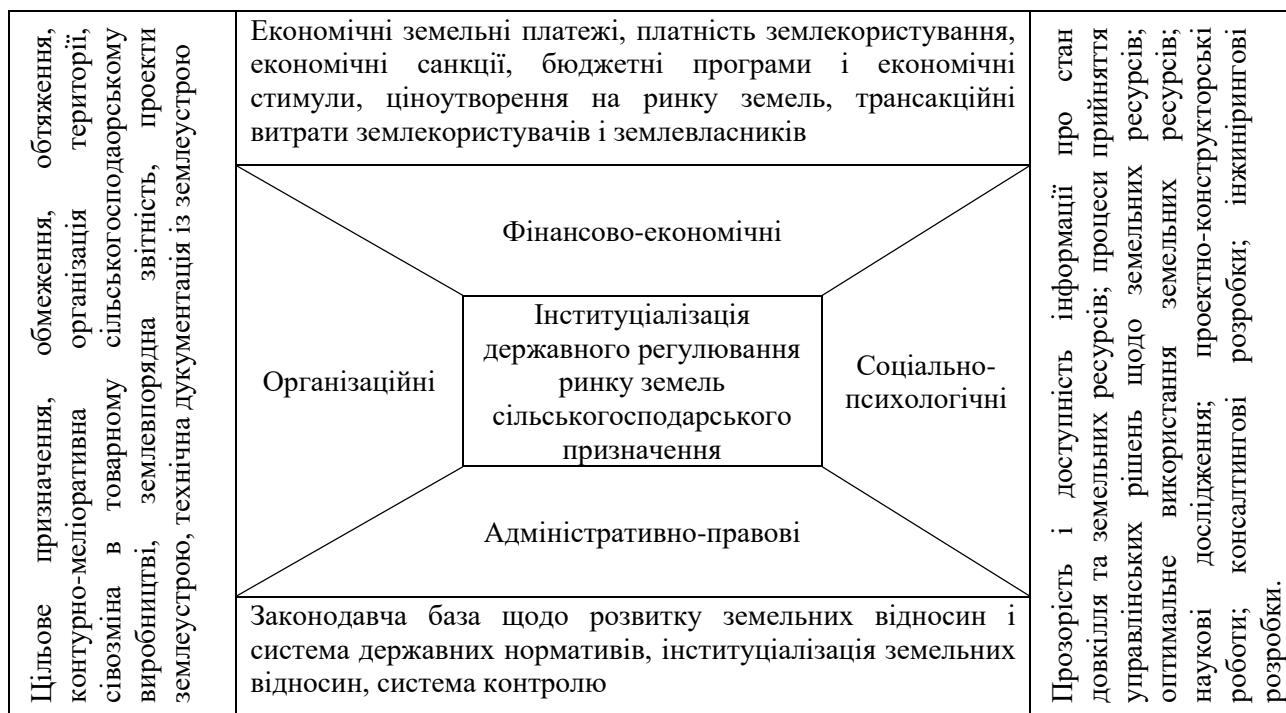 Цільове призначення, обмеження, обтяження,
контурно-меліоративна організація території,
сівозміна в товарному сільськогосподаорському
виробництві, землевпорядна звітність, проекти
землеустрою, технічна дукументація із землеустрою
Економічні земельні платежі, платність землекористування,
економічні санкції, бюджетні програми і економічні
стимули, ціноутворення на ринку земель, трансакційні
витрати землекористувачів і землевласників
Фінансово-економічні
Організаційні
Інституціалізація
державного регулювання
ринку земель
сільськогосподарського
призначення
Соціально-
психологічні
Адміністративно-правові
Законодавча база щодо розвитку земельних відносин і
система державних нормативів, інституціалізація земельних
відносин, система контролю
Прозорість і доступність інформації про стан
довкілля та земельних ресурсів; процеси прийняття
управлінських рішень щодо земельних ресурсів;
оптимальне використання земельних ресурсів;
наукові дослідження; проектно-конструкторські
роботи; консалтингові розробки; інжинірингові
розробки.